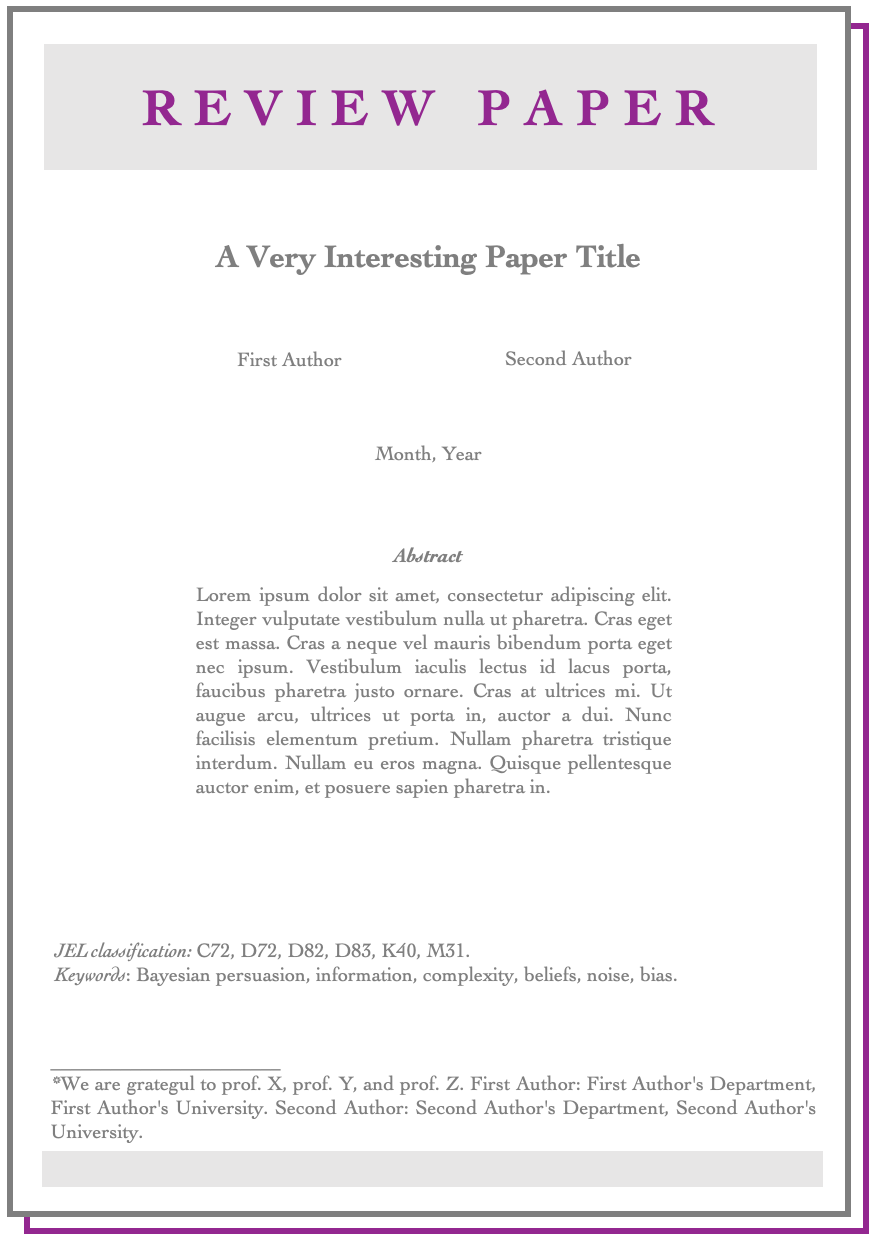 REVIEW PAPER
A Very Interesting Paper Title
First Author
Second Author
Month, Year
Abstract
Lorem ipsum dolor sit amet, consectetur adipiscing elit.
Integer vulputate vestibulum nulla ut pharetra. Cras eget
est massa. Cras a neque vel mauris bibendum porta eget
nec ipsum. Vestibulum iaculis lectus id lacus porta,
faucibus pharetra justo ornare. Cras at ultrices mi. Ut
augue arcu, ultrices ut porta in, auctor a dui. Nunc
facilisis elementum pretium. Nullam pharetra tristique
interdum. Nullam eu eros magna. Quisque pellentesque
auctor enim, et posuere sapien pharetra in.
JEL classification: C72, D72, D82, D83, K40, M31.
Keywords: Bayesian persuasion, information, complexity, beliefs, noise, bias.
*We are grategul to prof. X, prof. Y, and prof. Z. First Author: First Author's Department,
First Author's University. Second Author: Second Author's Department, Second Author's
University.